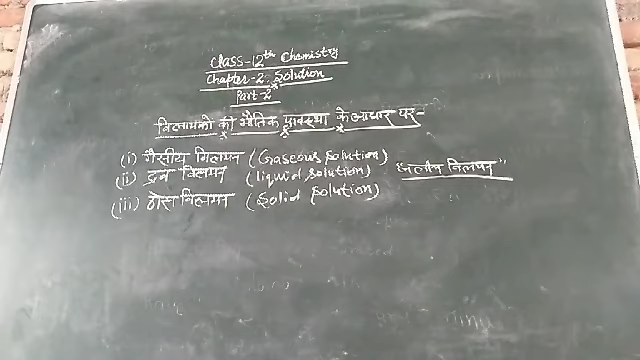 Class-12th Chemistry
Chapter-2: Solution
Part-2
विलायकों की भौतिक अवस्था के आधार पर-
(i) गैसीय विलयन (Gaseous solution)
(ii) द्रव विलयन (liquid solution) "जलीय विलयन"
(iii) ठोस विलयन (Solid solution)